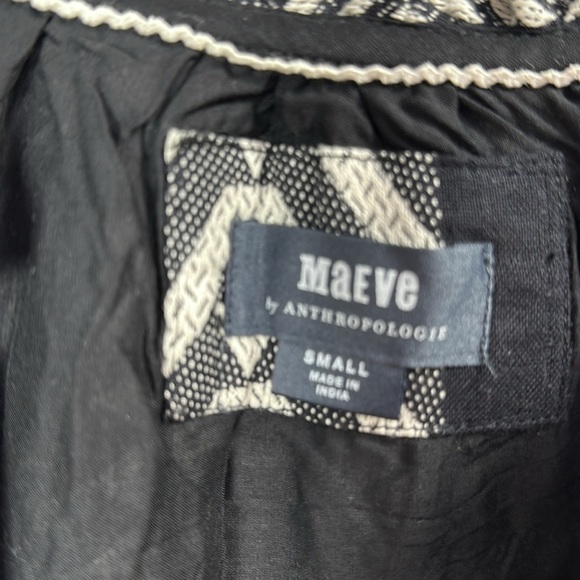 MaEve
by ANTHROPOLOGIE
SMALL
MADE IN
INDIA